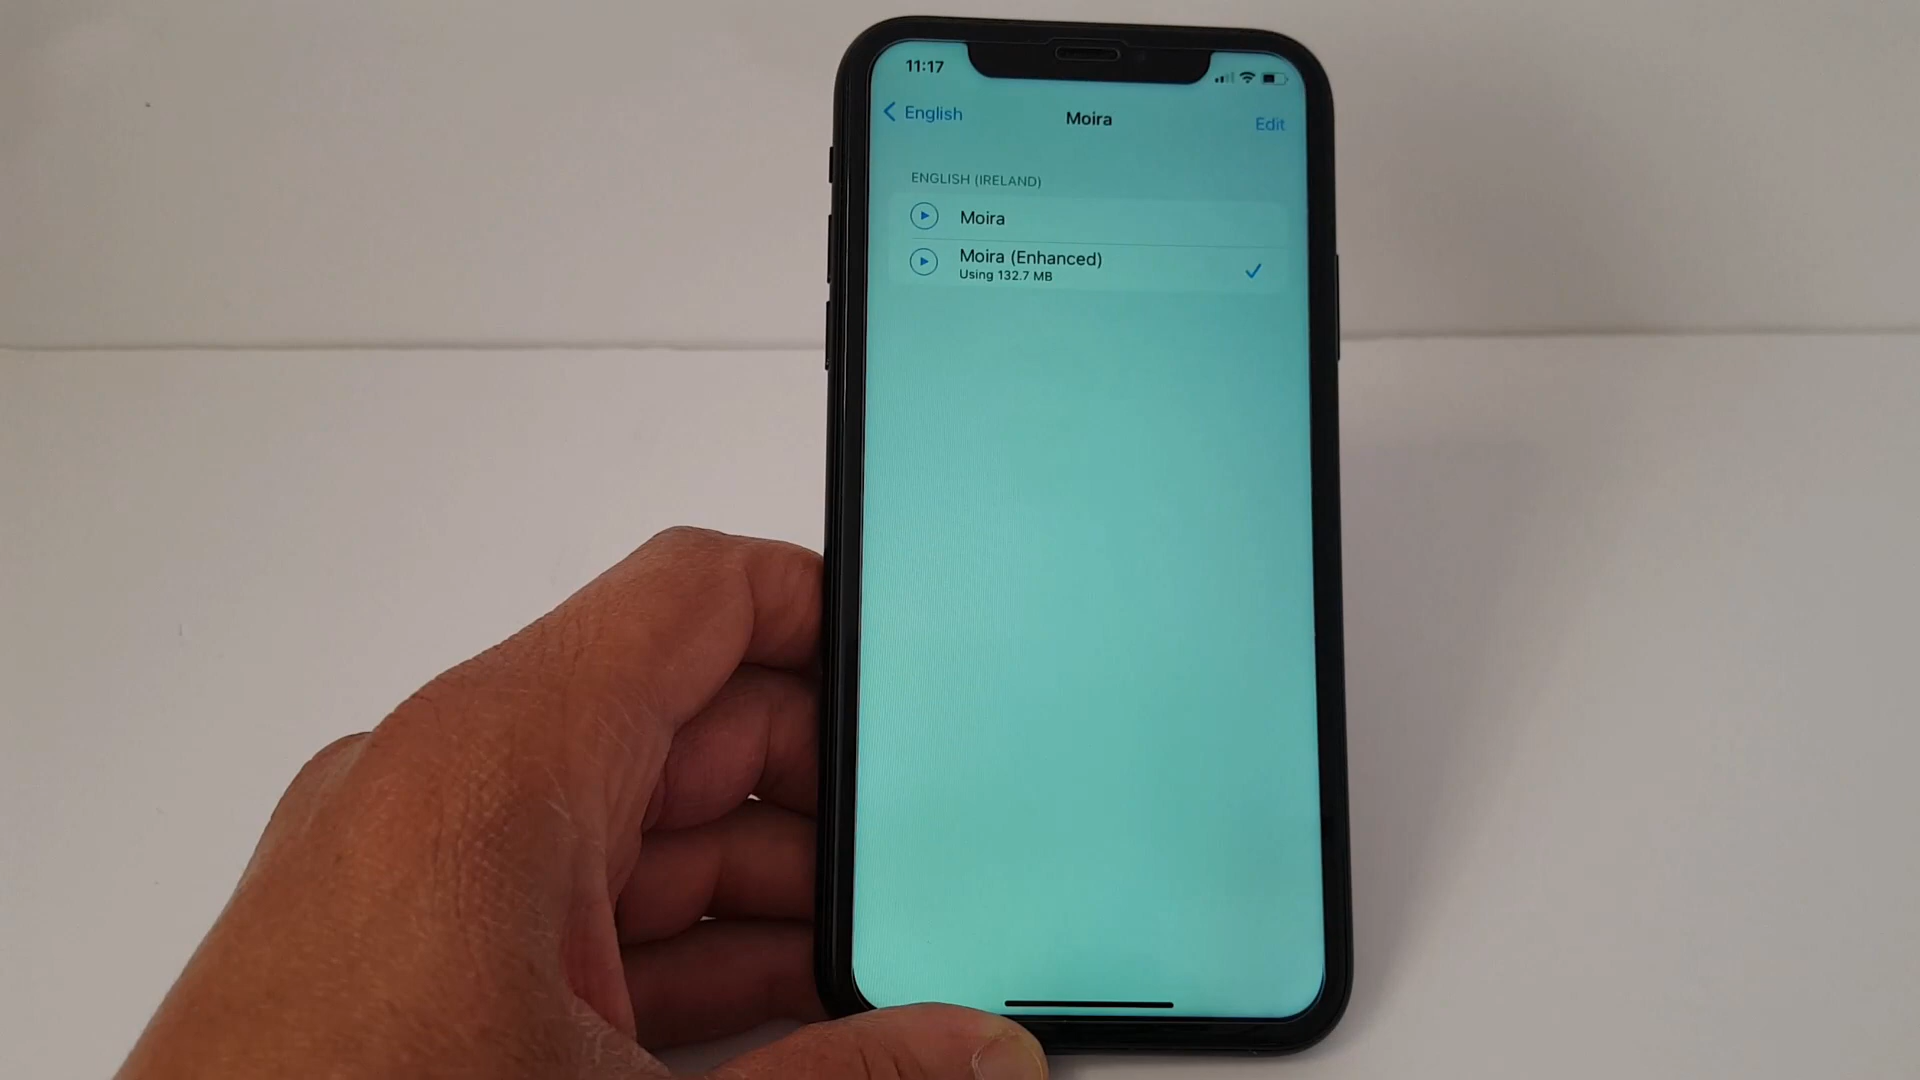 11:17
English
Moira
Edit
ENGLISH (IRELAND)
Moira
Moira (Enhanced)
Using 132.7 MB